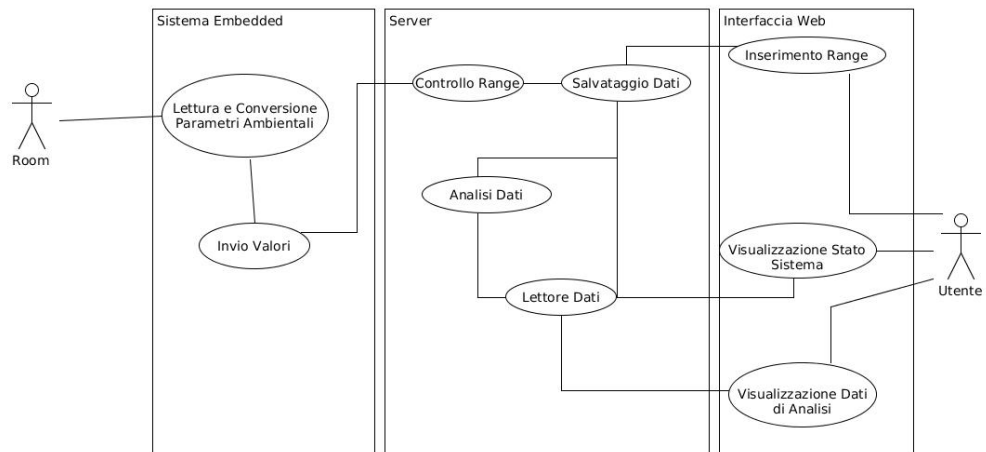 Sistema Embedded
Server
Interfaccia Web
Inserimento Range
Controllo Range
Salvataggio Dati
Lettura e Conversione
Parametri Ambientali
Room
Analisi Dati
Invio Valori
Visualizzazione Stato
Sistema
Utente
Lettore Dati
Visualizzazione Dati
di Analisi